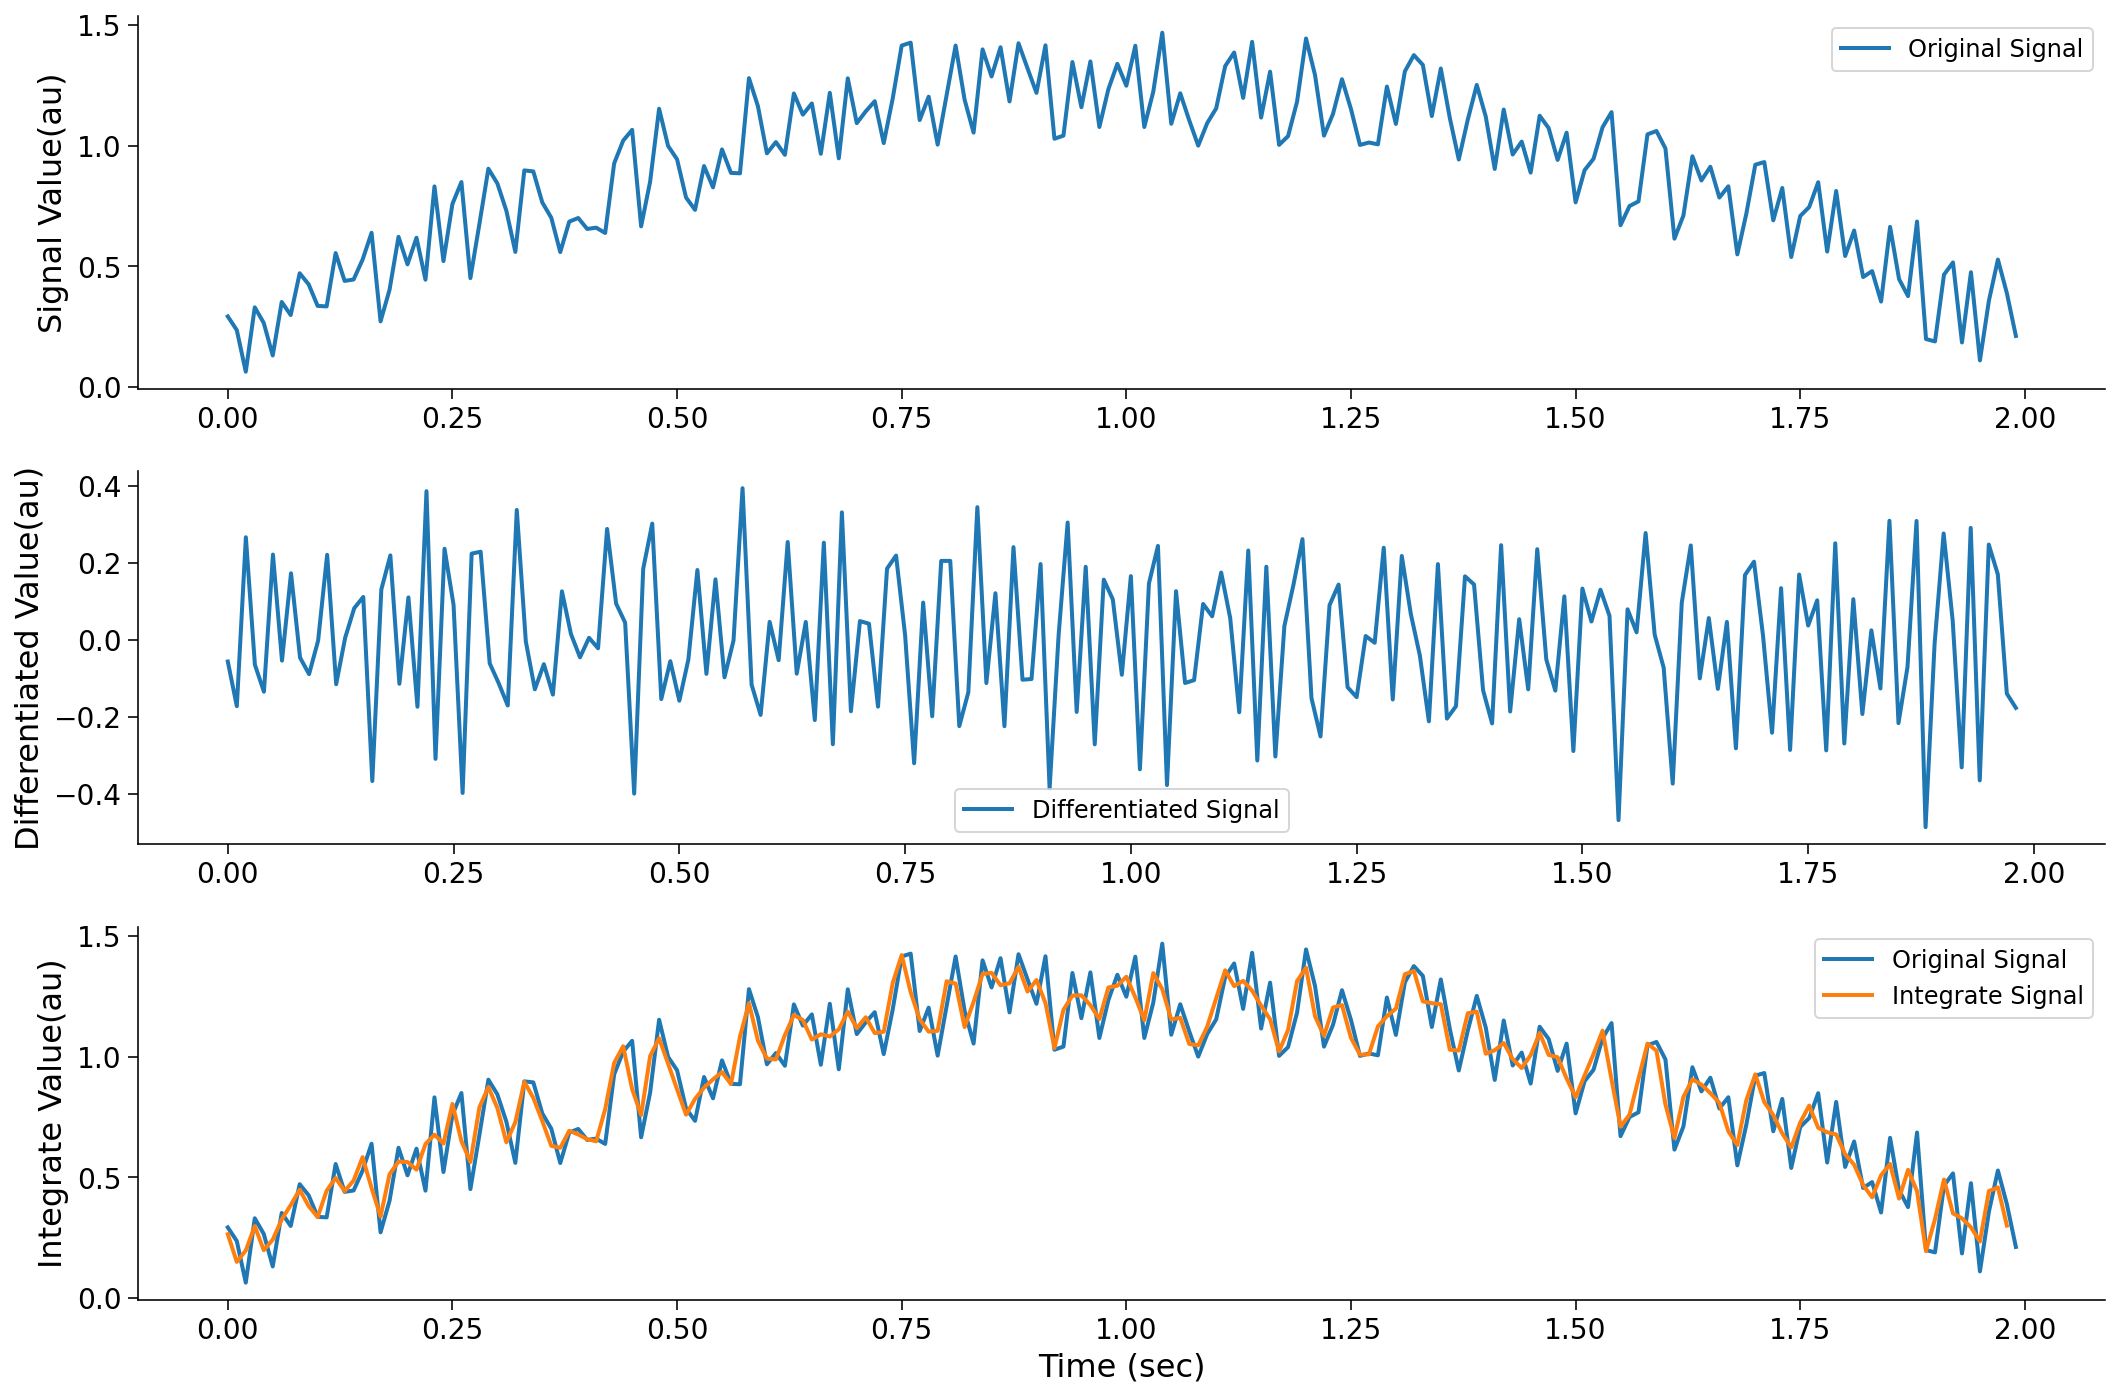 Signal Value(au)
1.5
1.0
0.5
0.0
Original Signal
0.00 0.25 0.50 0.75 1.00 1.25 1.50 1.75 2.00
Differentiated Value(au)
0.4
0.2
0.0
−0.2
−0.4
Differentiated Signal
0.00 0.25 0.50 0.75 1.00 1.25 1.50 1.75 2.00
Integrate Value(au)
1.5
1.0
0.5
0.0
Original Signal
Integrate Signal
0.00 0.25 0.50 0.75 1.00 1.25 1.50 1.75 2.00
Time (sec)